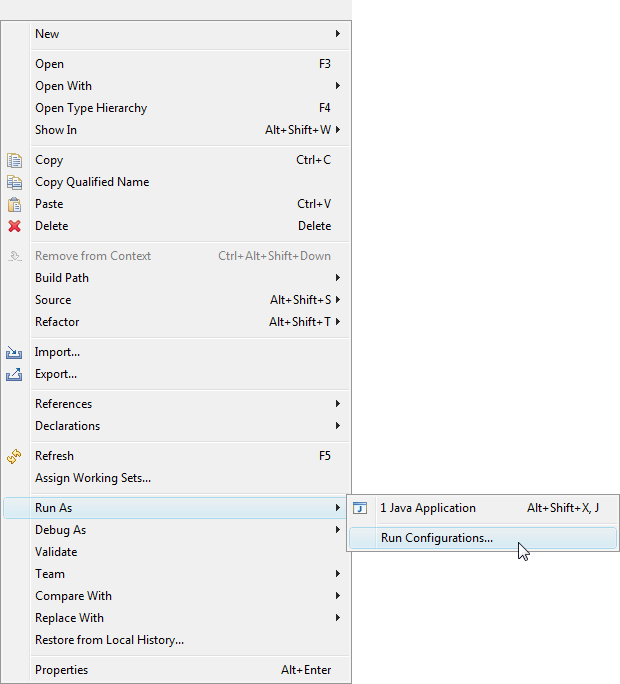 New
Open F3
Open With
Open Type Hierarchy F4
Show In Alt+Shift+W
Copy Ctrl+C
Copy Qualified Name
Paste Ctrl+V
Delete Delete
Remove from Context Ctrl+Alt+Shift+Down
Build Path
Source Alt+Shift+S
Refactor Alt+Shift+T
Import...
Export...
References
Declarations
Refresh F5
Assign Working Sets...
Run As
1 Java Application Alt+Shift+X, J
Run Configurations...
Debug As
Validate
Team
Compare With
Replace With
Restore from Local History...
Properties Alt+Enter